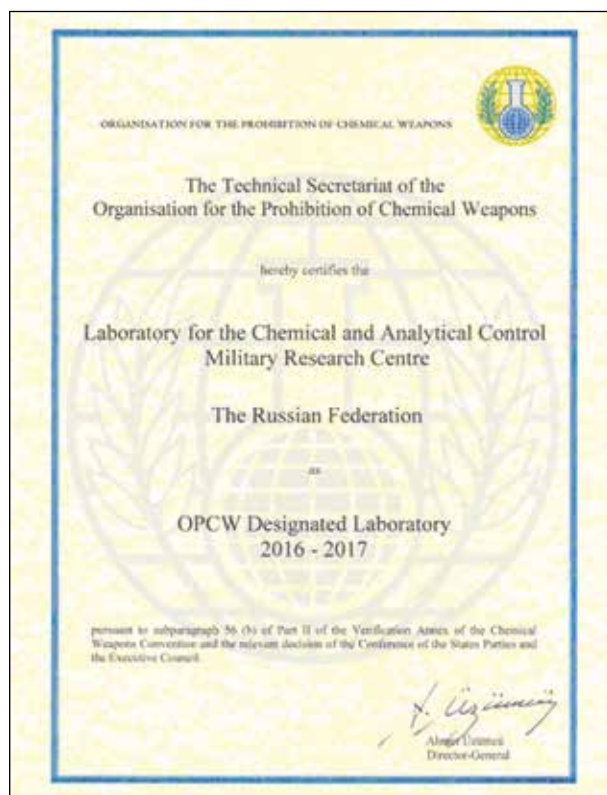 ORGANISATION FOR THE PROHIBITION OF CHEMICAL WEAPONS
The Technical Secretariat of the
Organisation for the Prohibition of Chemical Weapons
hereby certifies the
Laboratory for the Chemical and Analytical Control
Military Research Centre
The Russian Federation
as
OPCW Designated Laboratory
2016 - 2017
pursuant to subparagraph 56 (b) of Part II of the Verification Annex of the Chemical
Weapons Convention and the relevant decision of the Conference of the States Parties and
the Executive Council.
A. Üzümcü
Ahmet Üzümcü
Director-General